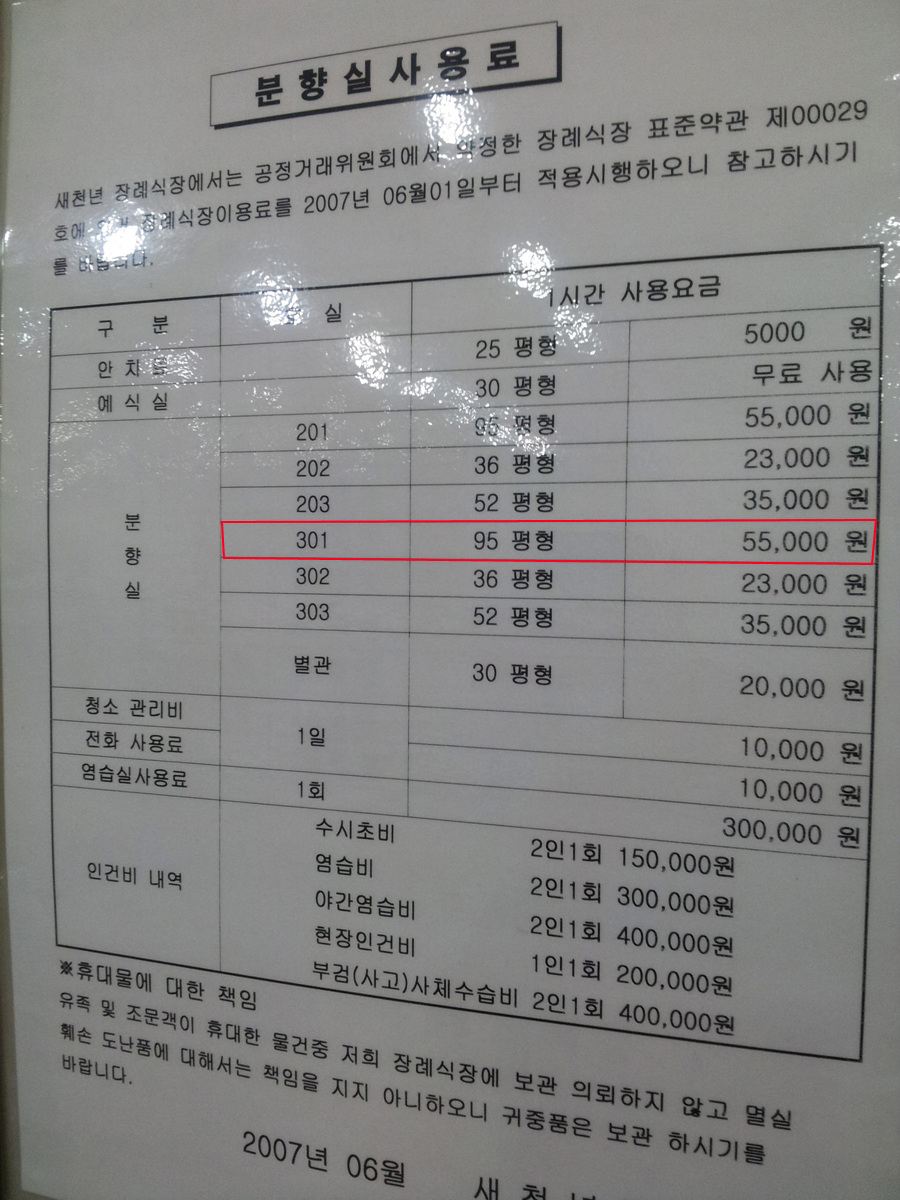 분향실사용료
새천년 장례식장에서는 공정거래위원회에서 약정한 장례식장 표준약관 제00029
호에 장례식장이용료를 2007년 06월01일부터 적용시행하오니 참고하시기
를 바랍니다.
구 분 실 1시간 사용요금
안 치 25 평형 5000 원
예 식 실 30 평형 무료 사용
분향실
201 95 평형 55,000 원
202 36 평형 23,000 원
203 52 평형 35,000 원
301 95 평형 55,000 원
302 36 평형 23,000 원
303 52 평형 35,000 원
별관 30 평형 20,000 원
청소 관리비 1일 10,000 원
전화 사용료 10,000 원
염습실사용료 1회 300,000 원
인건비 내역
수시초비 2인1회 150,000원
염습비 2인1회 300,000원
야간염습비 2인1회 400,000원
현장인건비 1인1회 200,000원
부검(사고)사체수습비 2인1회 400,000원
※휴대물에 대한 책임
유족 및 조문객이 휴대한 물건중 저희 장례식장에 보관 의뢰하지 않고 멸실
훼손 도난품에 대해서는 책임을 지지 아니하오니 귀중품은 보관 하시기를
바랍니다.
2007년 06월 새 천 년